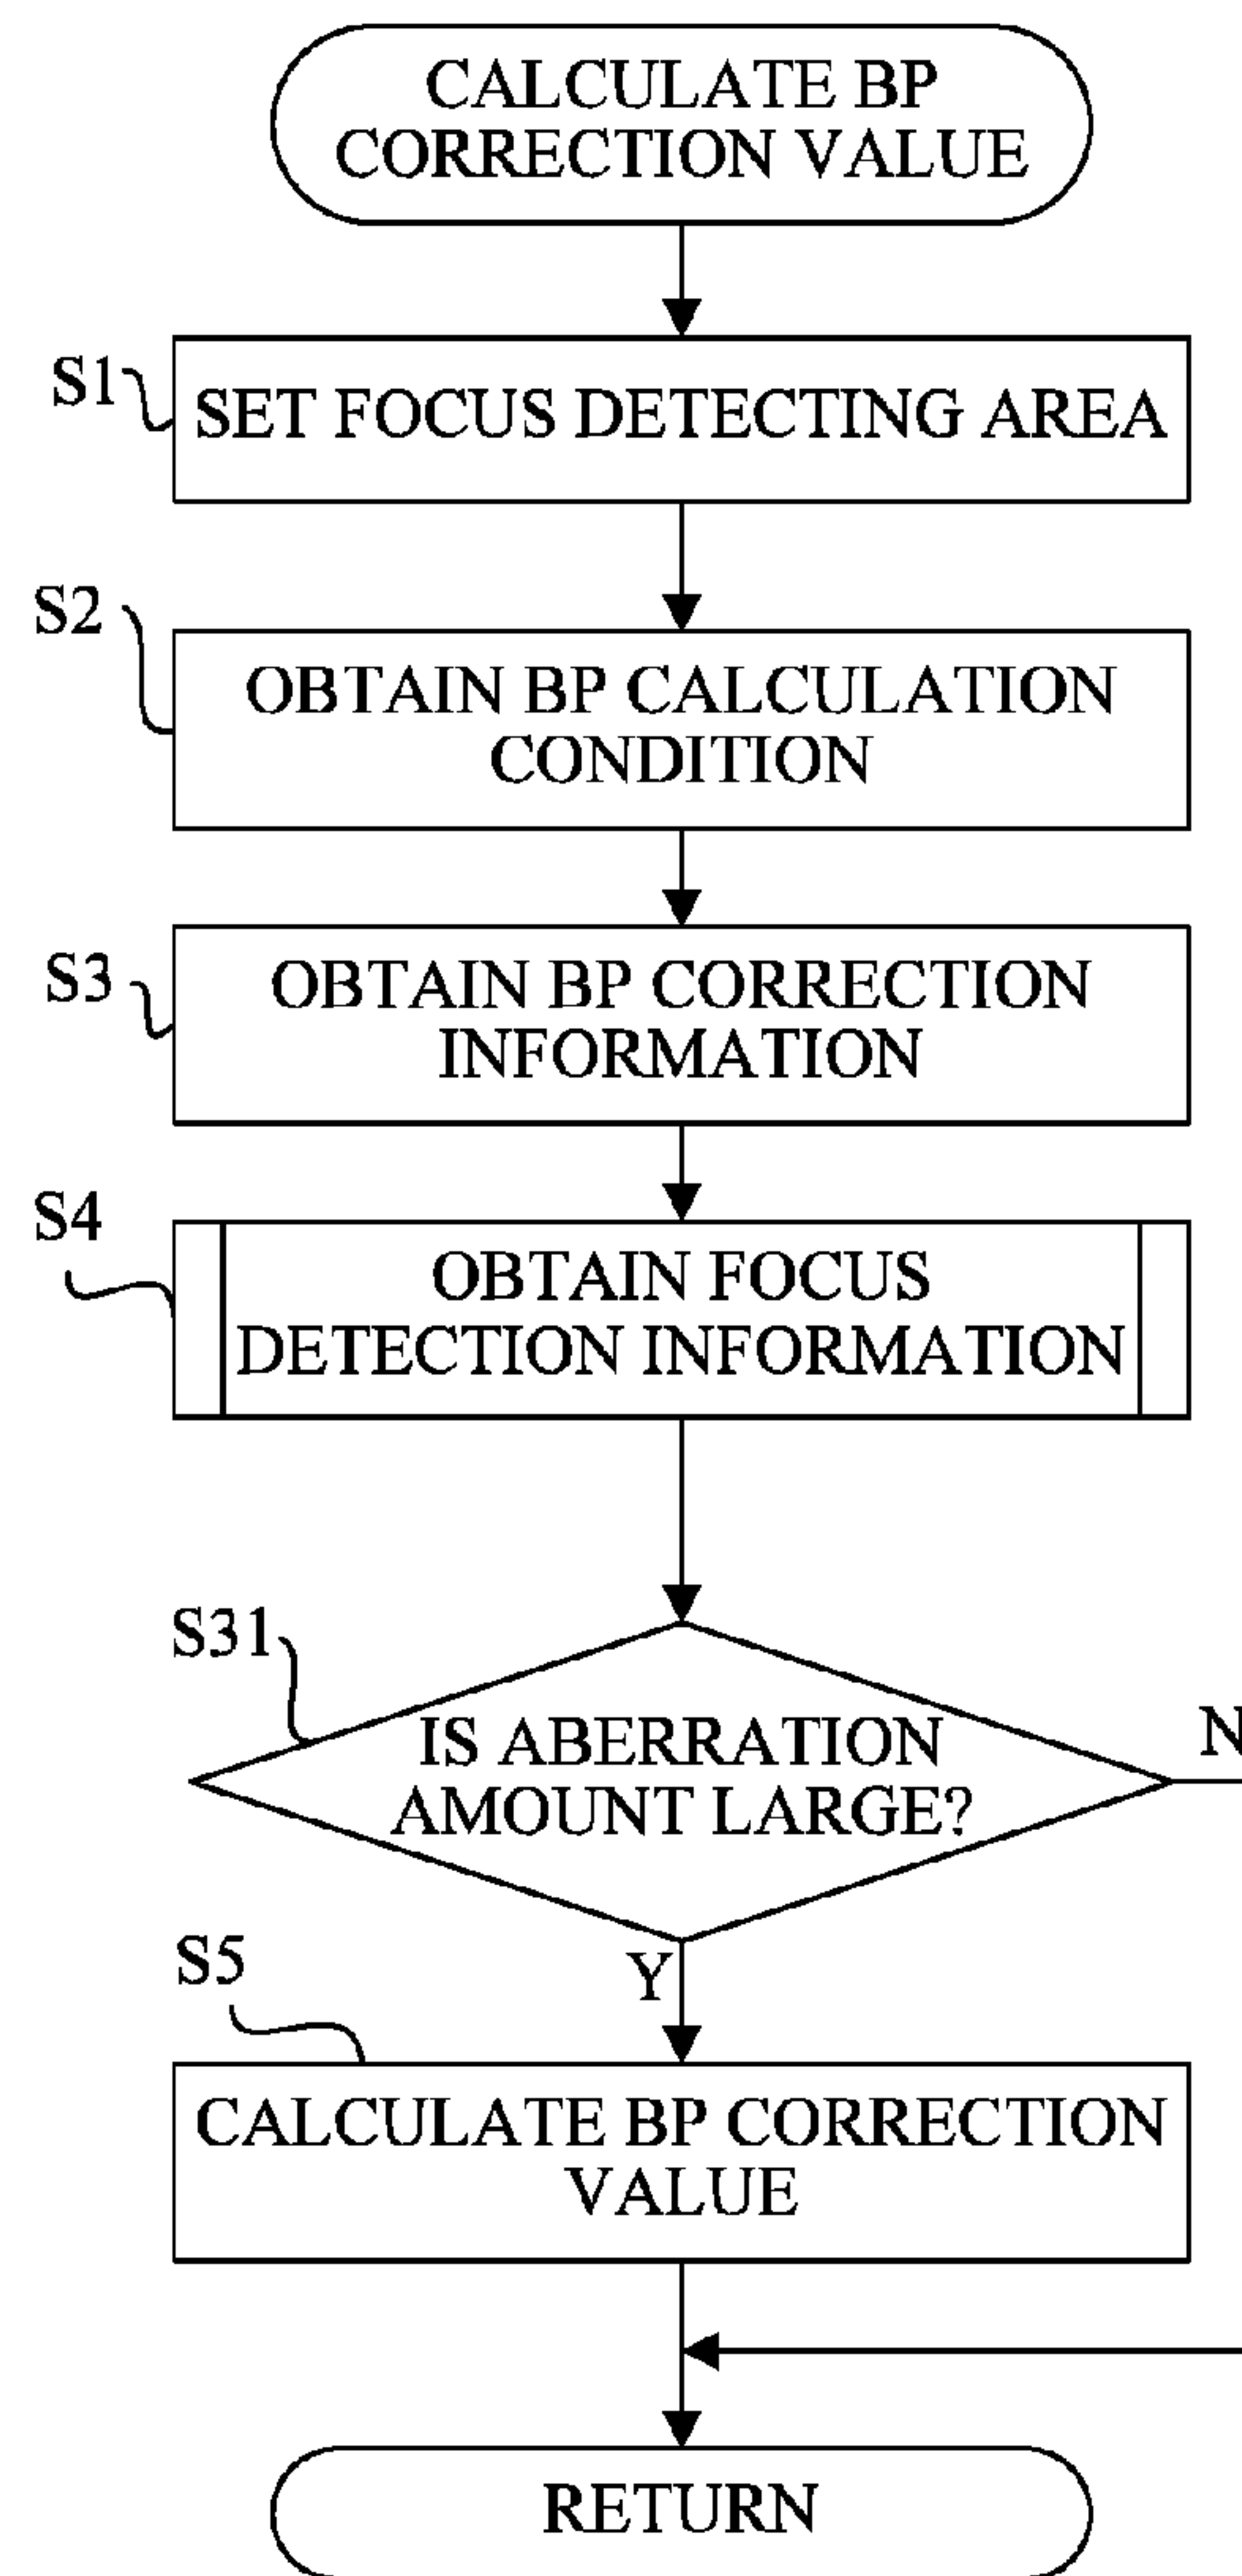 CALCULATE BP
CORRECTION VALUE
S1
SET FOCUS DETECTING AREA
S2
OBTAIN BP CALCULATION
CONDITION
S3
OBTAIN BP CORRECTION
INFORMATION
S4
OBTAIN FOCUS
DETECTION INFORMATION
S31
IS ABERRATION
AMOUNT LARGE?
N
Y
S5
CALCULATE BP CORRECTION
VALUE
RETURN